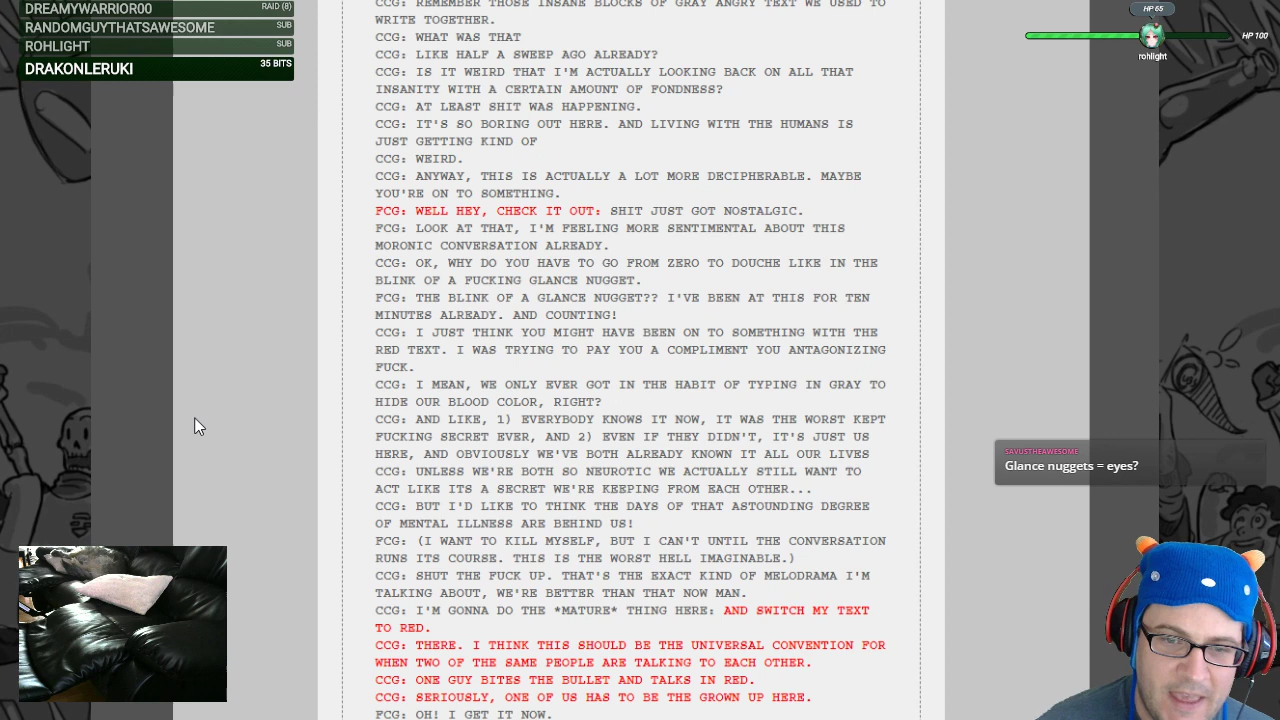 DREAMYWARRIOR00 RAID (8)
RANDOMGUYTHATSAWESOME SUB
ROHLIGHT SUB
DRAKONLERUKI 35 BITS
HP 65
HP 100
rohlight
CCG: REMEMBER THOSE INSANE BLOCKS OF GRAY ANGRY TEXT WE USED TO
WRITE TOGETHER.
CCG: WHAT WAS THAT
CCG: LIKE HALF A SWEEP AGO ALREADY?
CCG: IS IT WEIRD THAT I'M ACTUALLY LOOKING BACK ON ALL THAT
INSANITY WITH A CERTAIN AMOUNT OF FONDNESS?
CCG: AT LEAST SHIT WAS HAPPENING.
CCG: IT'S SO BORING OUT HERE. AND LIVING WITH THE HUMANS IS
JUST GETTING KIND OF
CCG: WEIRD.
CCG: ANYWAY, THIS IS ACTUALLY A LOT MORE DECIPHERABLE. MAYBE
YOU'RE ON TO SOMETHING.
FCG: WELL HEY, CHECK IT OUT: SHIT JUST GOT NOSTALGIC.
FCG: LOOK AT THAT, I'M FEELING MORE SENTIMENTAL ABOUT THIS
MORONIC CONVERSATION ALREADY.
CCG: OK, WHY DO YOU HAVE TO GO FROM ZERO TO DOUCHE LIKE IN THE
BLINK OF A FUCKING GLANCE NUGGET.
FCG: THE BLINK OF A GLANCE NUGGET?? I'VE BEEN AT THIS FOR TEN
MINUTES ALREADY. AND COUNTING!
CCG: I JUST THINK YOU MIGHT HAVE BEEN ON TO SOMETHING WITH THE
RED TEXT. I WAS TRYING TO PAY YOU A COMPLIMENT YOU ANTAGONIZING
FUCK.
CCG: I MEAN, WE ONLY EVER GOT IN THE HABIT OF TYPING IN GRAY TO
HIDE OUR BLOOD COLOR, RIGHT?
CCG: AND LIKE, 1) EVERYBODY KNOWS IT NOW, IT WAS THE WORST KEPT
FUCKING SECRET EVER, AND 2) EVEN IF THEY DIDN'T, IT'S JUST US
HERE, AND OBVIOUSLY WE'VE BOTH ALREADY KNOWN IT ALL OUR LIVES
CCG: UNLESS WE'RE BOTH SO NEUROTIC WE ACTUALLY STILL WANT TO
ACT LIKE ITS A SECRET WE'RE KEEPING FROM EACH OTHER...
CCG: BUT I'D LIKE TO THINK THE DAYS OF THAT ASTOUNDING DEGREE
OF MENTAL ILLNESS ARE BEHIND US!
FCG: (I WANT TO KILL MYSELF, BUT I CAN'T UNTIL THE CONVERSATION
RUNS ITS COURSE. THIS IS THE WORST HELL IMAGINABLE.)
CCG: SHUT THE FUCK UP. THAT'S THE EXACT KIND OF MELODRAMA I'M
TALKING ABOUT, WE'RE BETTER THAN THAT NOW MAN.
CCG: I'M GONNA DO THE *MATURE* THING HERE: AND SWITCH MY TEXT
TO RED.
CCG: THERE. I THINK THIS SHOULD BE THE UNIVERSAL CONVENTION FOR
WHEN TWO OF THE SAME PEOPLE ARE TALKING TO EACH OTHER.
CCG: ONE GUY BITES THE BULLET AND TALKS IN RED.
CCG: SERIOUSLY, ONE OF US HAS TO BE THE GROWN UP HERE.
FCG: OH! I GET IT NOW.
SAVUSTHEAWESOME
Glance nuggets = eyes?